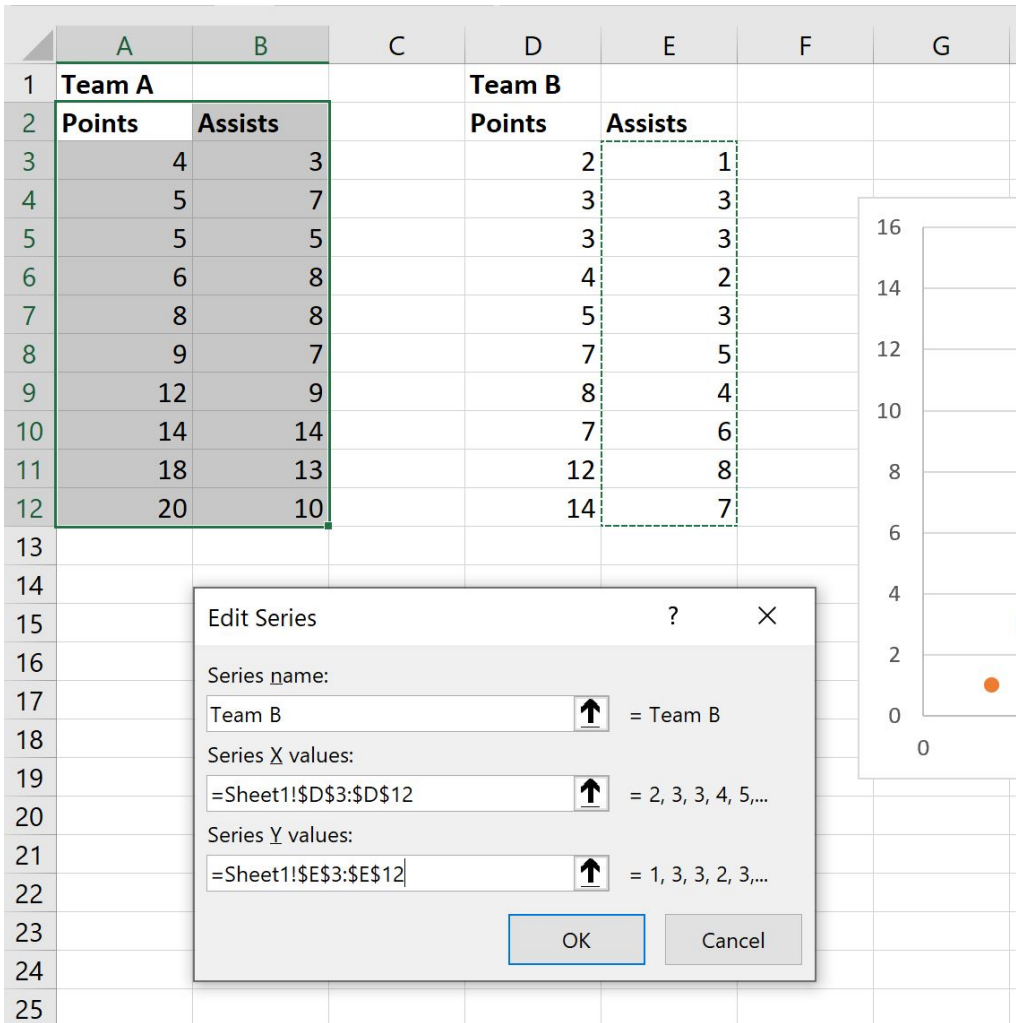 A B C D E F G
1 Team A Team B
2 Points Assists Points Assists
3 4 3 2 1
4 5 7 3 3
5 5 5 3 3
6 6 8 4 2
7 8 8 5 3
8 9 7 7 5
9 12 9 8 4
10 14 14 7 6
11 18 13 12 8
12 20 10 14 7
13
14
15
16
17
18
19
20
21
22
23
24
25
16
14
12
10
8
6
4
2
0
0
Edit Series ? ×
Series name:
Team B = Team B
Series X values:
=Sheet1!$D$3:$D$12 = 2, 3, 3, 4, 5,...
Series Y values:
=Sheet1!$E$3:$E$12 = 1, 3, 3, 2, 3,...
OK Cancel